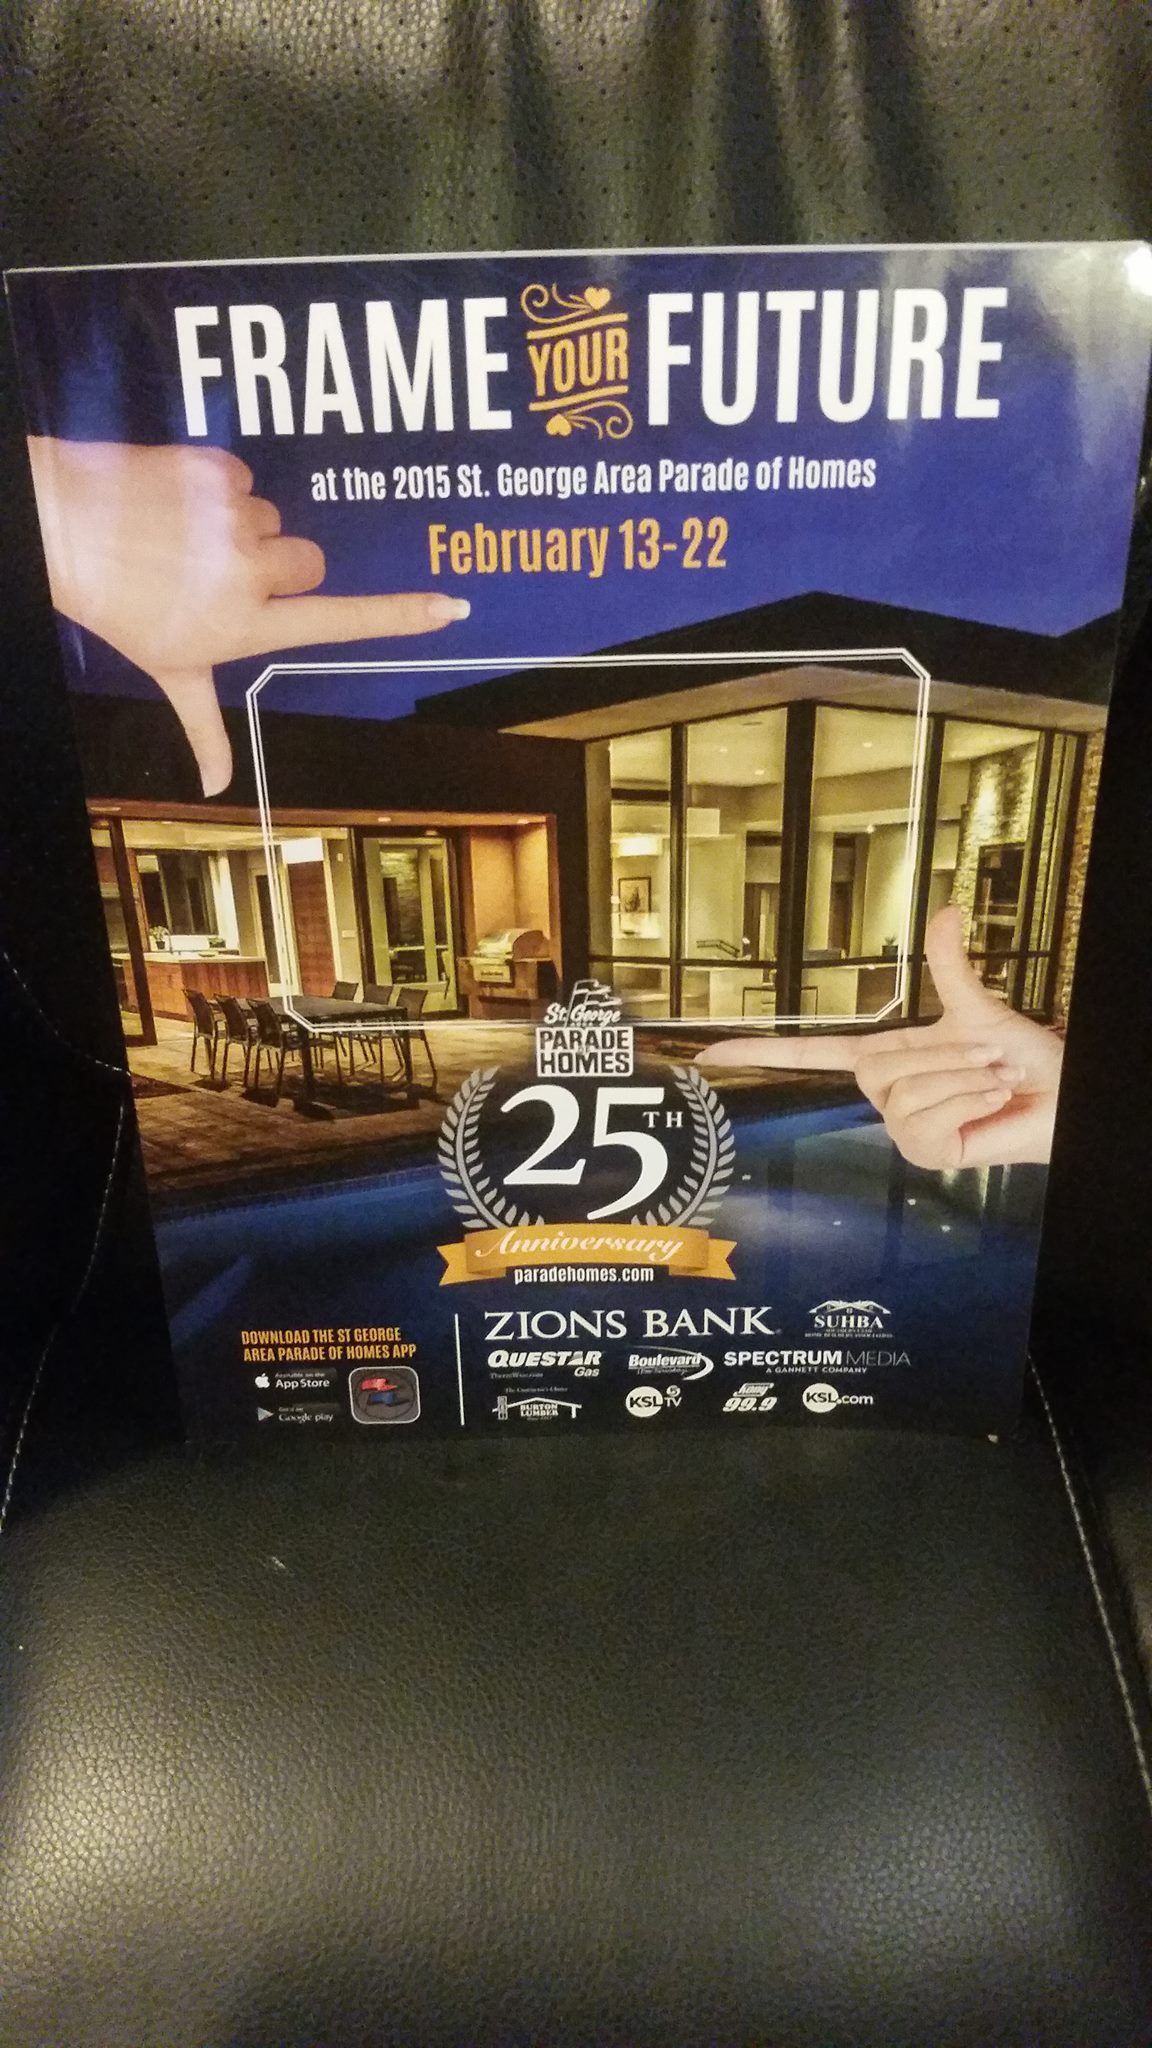 FRAME YOUR FUTURE
at the 2015 St. George Area Parade of Homes
February 13-22
St. George
PARADE
HOMES
25TH
Anniversary
paradehomes.com
DOWNLOAD THE ST GEORGE
AREA PARADE OF HOMES APP
App Store
Google play
ZIONS BANK
SUHBA
QUESTAR
Gas
Boulevard
SPECTRUM MEDIA
A GANNETT COMPANY
BURTON
LUMBER
KSL 5
TV
99.9
KSL.com